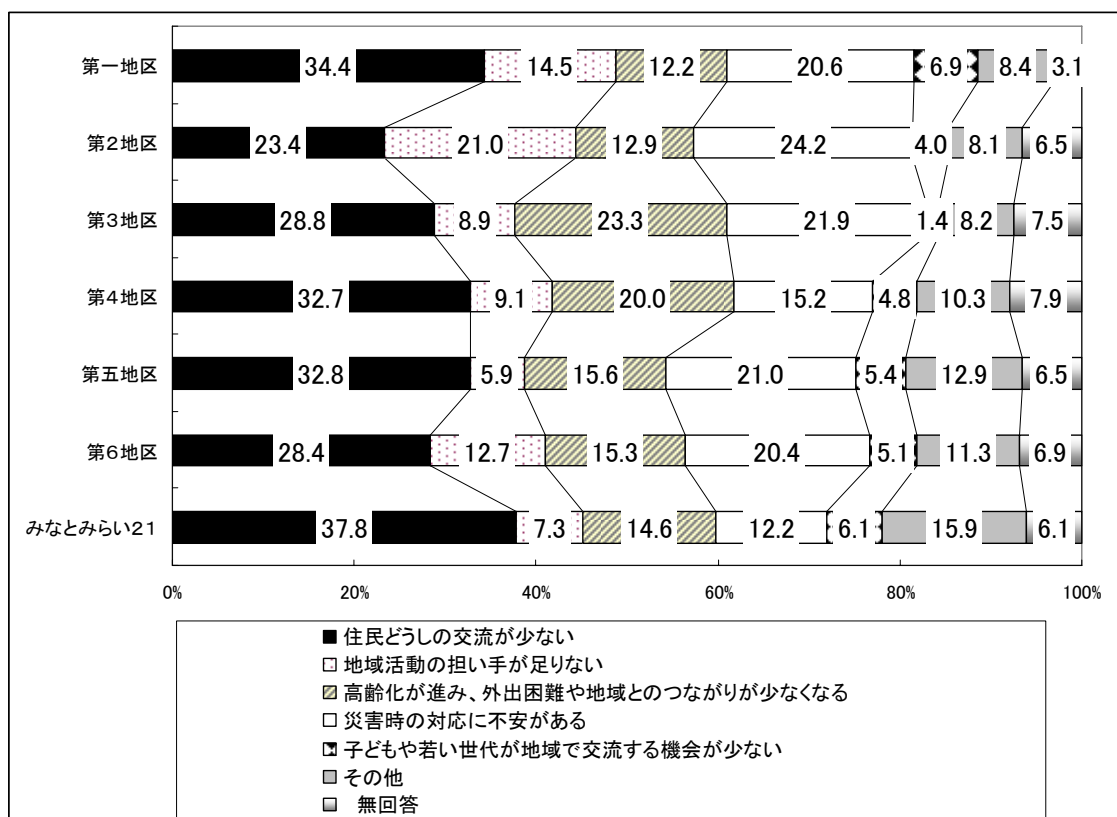 第一地区 34.4 14.5 12.2 20.6 6.9 8.4 3.1
第2地区 23.4 21.0 12.9 24.2 4.0 8.1 6.5
第3地区 28.8 8.9 23.3 21.9 1.4 8.2 7.5
第4地区 32.7 9.1 20.0 15.2 4.8 10.3 7.9
第五地区 32.8 5.9 15.6 21.0 5.4 12.9 6.5
第6地区 28.4 12.7 15.3 20.4 5.1 11.3 6.9
みなとみらい21 37.8 7.3 14.6 12.2 6.1 15.9 6.1
0% 20% 40% 60% 80% 100%
住民どうしの交流が少ない
地域活動の担い手が足りない
高齢化が進み、外出困難や地域とのつながりが少なくなる
災害時の対応に不安がある
子どもや若い世代が地域で交流する機会が少ない
その他
無回答